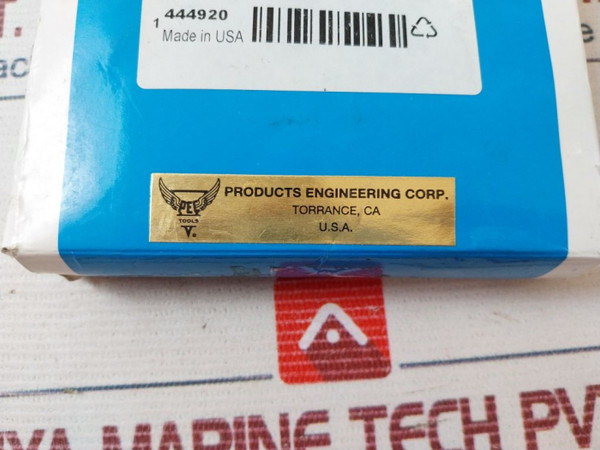 1 444920
Made in USA
PEC
TOOLS
V.®
PRODUCTS ENGINEERING CORP.
TORRANCE, CA
U.S.A.
MARINE TECH PV